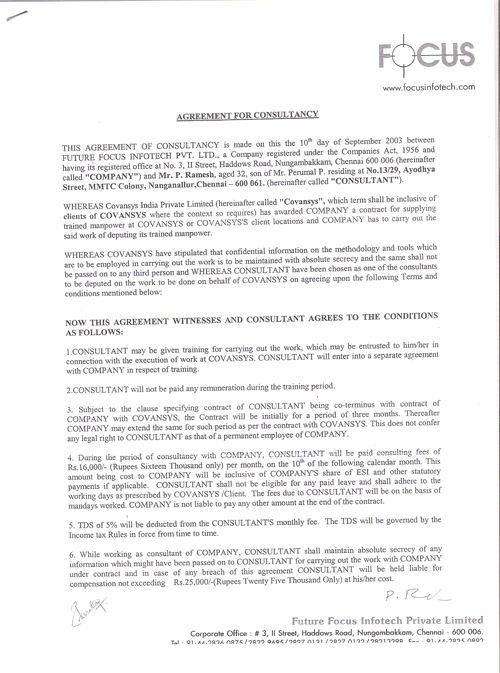 FOCUS
www.focusinfotech.com
AGREEMENT FOR CONSULTANCY
THIS AGREEMENT OF CONSULTANCY is made on this the 10th day of September 2003 between
FUTURE FOCUS INFOTECH PVT. LTD., a Company registered under the Companies Act, 1956 and
having its registered office at No. 3, II Street, Haddows Road, Nungambakkam, Chennai 600 006 (hereinafter
called "COMPANY") and Mr. P. Ramesh, aged 32, son of Mr. Perumal P. residing at No.13/29, Ayodhya
Street, MMTC Colony, Nanganallur,Chennai – 600 061. (hereinafter called "CONSULTANT").
WHEREAS Covansys India Private Limited (hereinafter called "Covansys", which term shall be inclusive of
clients of COVANSYS where the context so requires) has awarded COMPANY a contract for supplying
trained manpower at COVANSYS or COVANSYS'S client locations and COMPANY has to carry out the
said work of deputing its trained manpower.
WHEREAS COVANSYS have stipulated that confidential information on the methodology and tools which
are to be employed in carrying out the work is to be maintained with absolute secrecy and the same shall not
be passed on to any third person and WHEREAS CONSULTANT have been chosen as one of the consultants
to be deputed on the work to be done on behalf of COVANSYS on agreeing upon the following Terms and
conditions mentioned below:
NOW THIS AGREEMENT WITNESSES AND CONSULTANT AGREES TO THE CONDITIONS
AS FOLLOWS:
1.CONSULTANT may be given training for carrying out the work, which may be entrusted to him/her in
connection with the execution of work at COVANSYS. CONSULTANT will enter into a separate agreement
with COMPANY in respect of training.
2.CONSULTANT will not be paid any remuneration during the training period.
3. Subject to the clause specifying contract of CONSULTANT being co-terminus with contract of
COMPANY with COVANSYS, the Contract will be initially for a period of three months. Thereafter
COMPANY may extend the same for such period as per the contract with COVANSYS. This does not confer
any legal right to CONSULTANT as that of a permanent employee of COMPANY.
4. During the period of consultancy with COMPANY, CONSULTANT will be paid consulting fees of
Rs.16,000/- (Rupees Sixteen Thousand only) per month, on the 10th of the following calendar month. This
amount being cost to COMPANY will be inclusive of COMPANY'S share of ESI and other statutory
payments if applicable. CONSULTANT shall not be eligible for any paid leave and shall adhere to the
working days as prescribed by COVANSYS /Client. The fees due to CONSULTANT will be on the basis of
mandays worked. COMPANY is not liable to pay any other amount at the end of the contract.
5. TDS of 5% will be deducted from the CONSULTANT'S monthly fee. The TDS will be governed by the
Income tax Rules in force from time to time.
6. While working as consultant of COMPANY, CONSULTANT shall maintain absolute secrecy of any
information which might have been passed on to CONSULTANT for carrying out the work with COMPANY
under contract and in case of any breach of this agreement CONSULTANT will be held liable for
compensation not exceeding Rs.25,000/-(Rupees Twenty Five Thousand Only) at his/her cost.
Future Focus Infotech Private Limited
Corporate Office : # 3, II Street, Haddows Road, Nungambakkam, Chennai - 600 006.